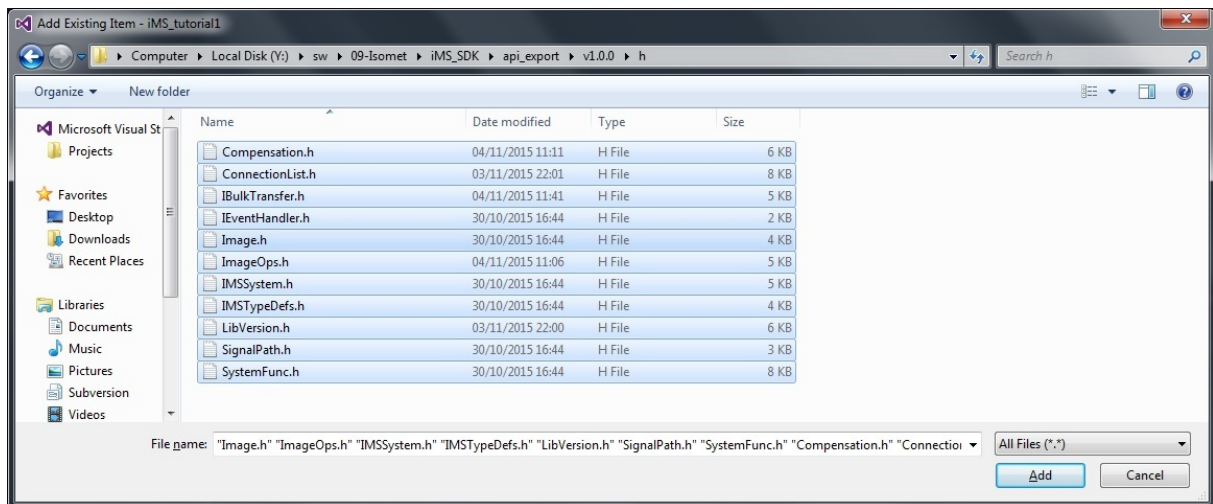 Add Existing Item - iMS_tutorial1
Computer ▸ Local Disk (Y:) ▸ sw ▸ 09-Isomet ▸ iMS_SDK ▸ api_export ▸ v1.0.0 ▸ h
Search h
Organize New folder
Name Date modified Type Size
Microsoft Visual St
Projects
Favorites
Desktop
Downloads
Recent Places
Libraries
Documents
Music
Pictures
Subversion
Videos
Compensation.h 04/11/2015 11:11 H File 6 KB
ConnectionList.h 03/11/2015 22:01 H File 8 KB
IBulkTransfer.h 04/11/2015 11:41 H File 5 KB
IEventHandler.h 30/10/2015 16:44 H File 2 KB
Image.h 30/10/2015 16:44 H File 4 KB
ImageOps.h 04/11/2015 11:06 H File 5 KB
IMSSystem.h 30/10/2015 16:44 H File 5 KB
IMSTypeDefs.h 30/10/2015 16:44 H File 4 KB
LibVersion.h 03/11/2015 22:00 H File 6 KB
SignalPath.h 30/10/2015 16:44 H File 3 KB
SystemFunc.h 30/10/2015 16:44 H File 8 KB
File name: "Image.h" "ImageOps.h" "IMSSystem.h" "IMSTypeDefs.h" "LibVersion.h" "SignalPath.h" "SystemFunc.h" "Compensation.h" "Connection All Files (*.*)
Add Cancel